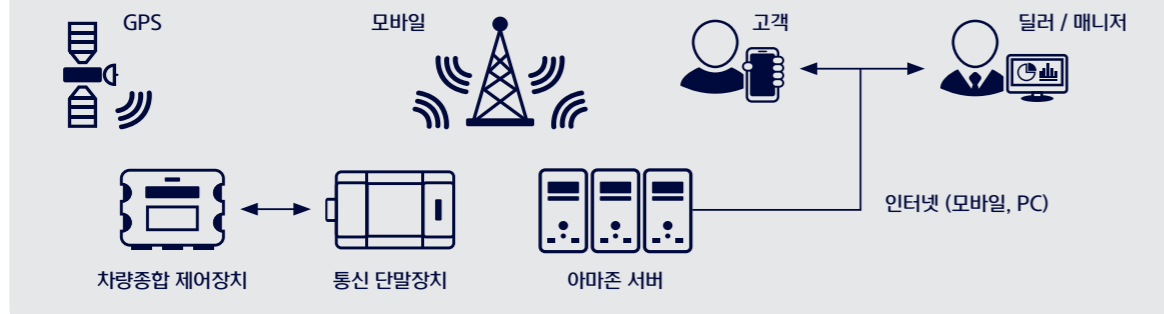 GPS
모바일
고객
딜러 / 매니저
인터넷 (모바일, PC)
차량종합 제어장치
통신 단말장치
아마존 서버